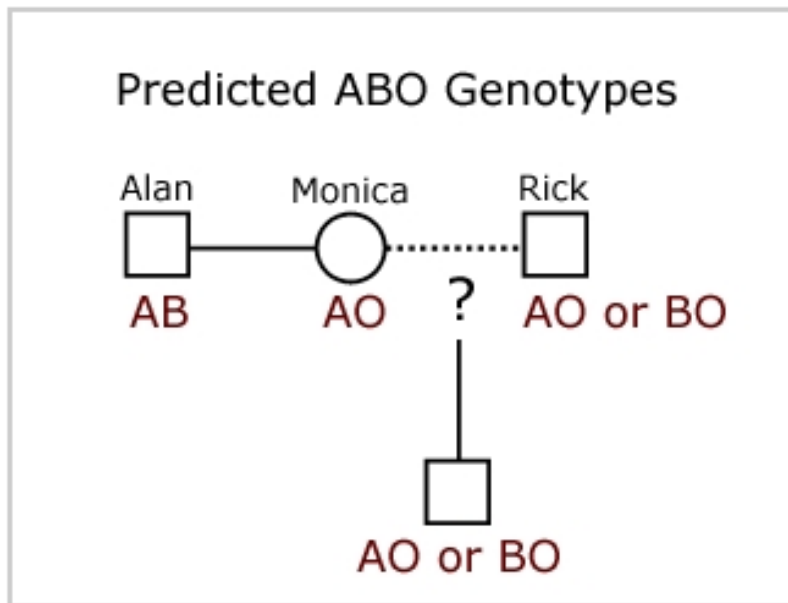 Predicted ABO Genotypes
Alan Monica Rick
?
AB AO AO or BO
AO or BO